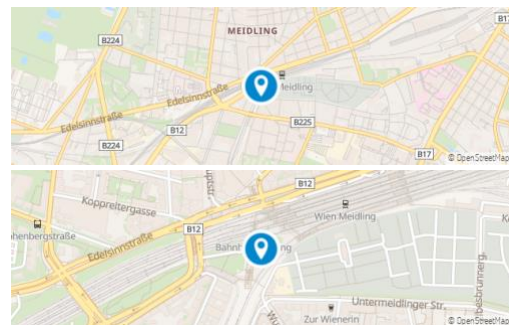 MEIDLING
B17
B224
Meidling
Edelsinnstraße
Edelsinnstraße
B12
B225
B224
B17
© OpenStreetMap
B12
Koppreitergasse
Wien Meidling
B12
Edelsinnstraße
Untermeidlinger Str.
Zur Wienerin
© OpenStreetMap